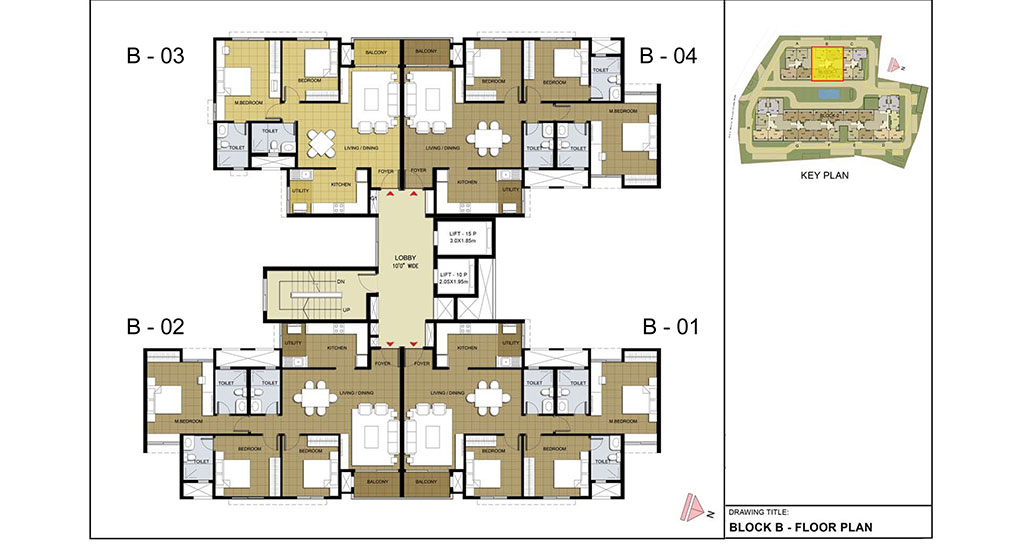 B - 03
B - 04
BALCONY
BALCONY
BEDROOM
BEDROOM
BEDROOM
TOILET
M.BEDROOM
M.BEDROOM
TOILET
TOILET
TOILET
TOILET
LIVING / DINING
LIVING / DINING
FOYER
FOYER
KITCHEN
KITCHEN
UTILITY
UTILITY
LIFT - 15 P
3.0X1.85m
LOBBY
10'0" WIDE
LIFT - 10 P
2.05X1.95m
DN
UP
B - 02
B - 01
UTILITY
KITCHEN
KITCHEN
UTILITY
FOYER
FOYER
TOILET
TOILET
TOILET
TOILET
LIVING / DINING
LIVING / DINING
M.BEDROOM
M.BEDROOM
BEDROOM
BEDROOM
BEDROOM
BEDROOM
TOILET
TOILET
BALCONY
BALCONY
N
A
B
C
N
BLOCK-2
KEY PLAN
DRAWING TITLE:
BLOCK B - FLOOR PLAN